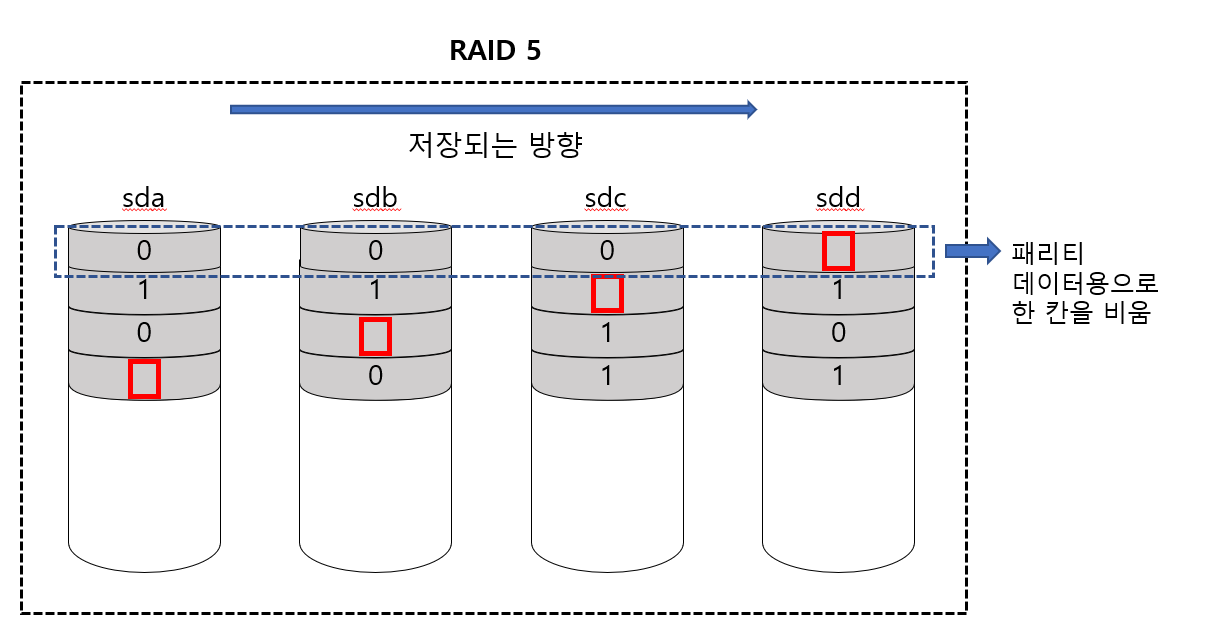 RAID 5
저장되는 방향
sda sdb sdc sdd
0 0 0
1 1 1
0 1 0
0 1 1
패리티
데이터용으로
한 칸을 비움